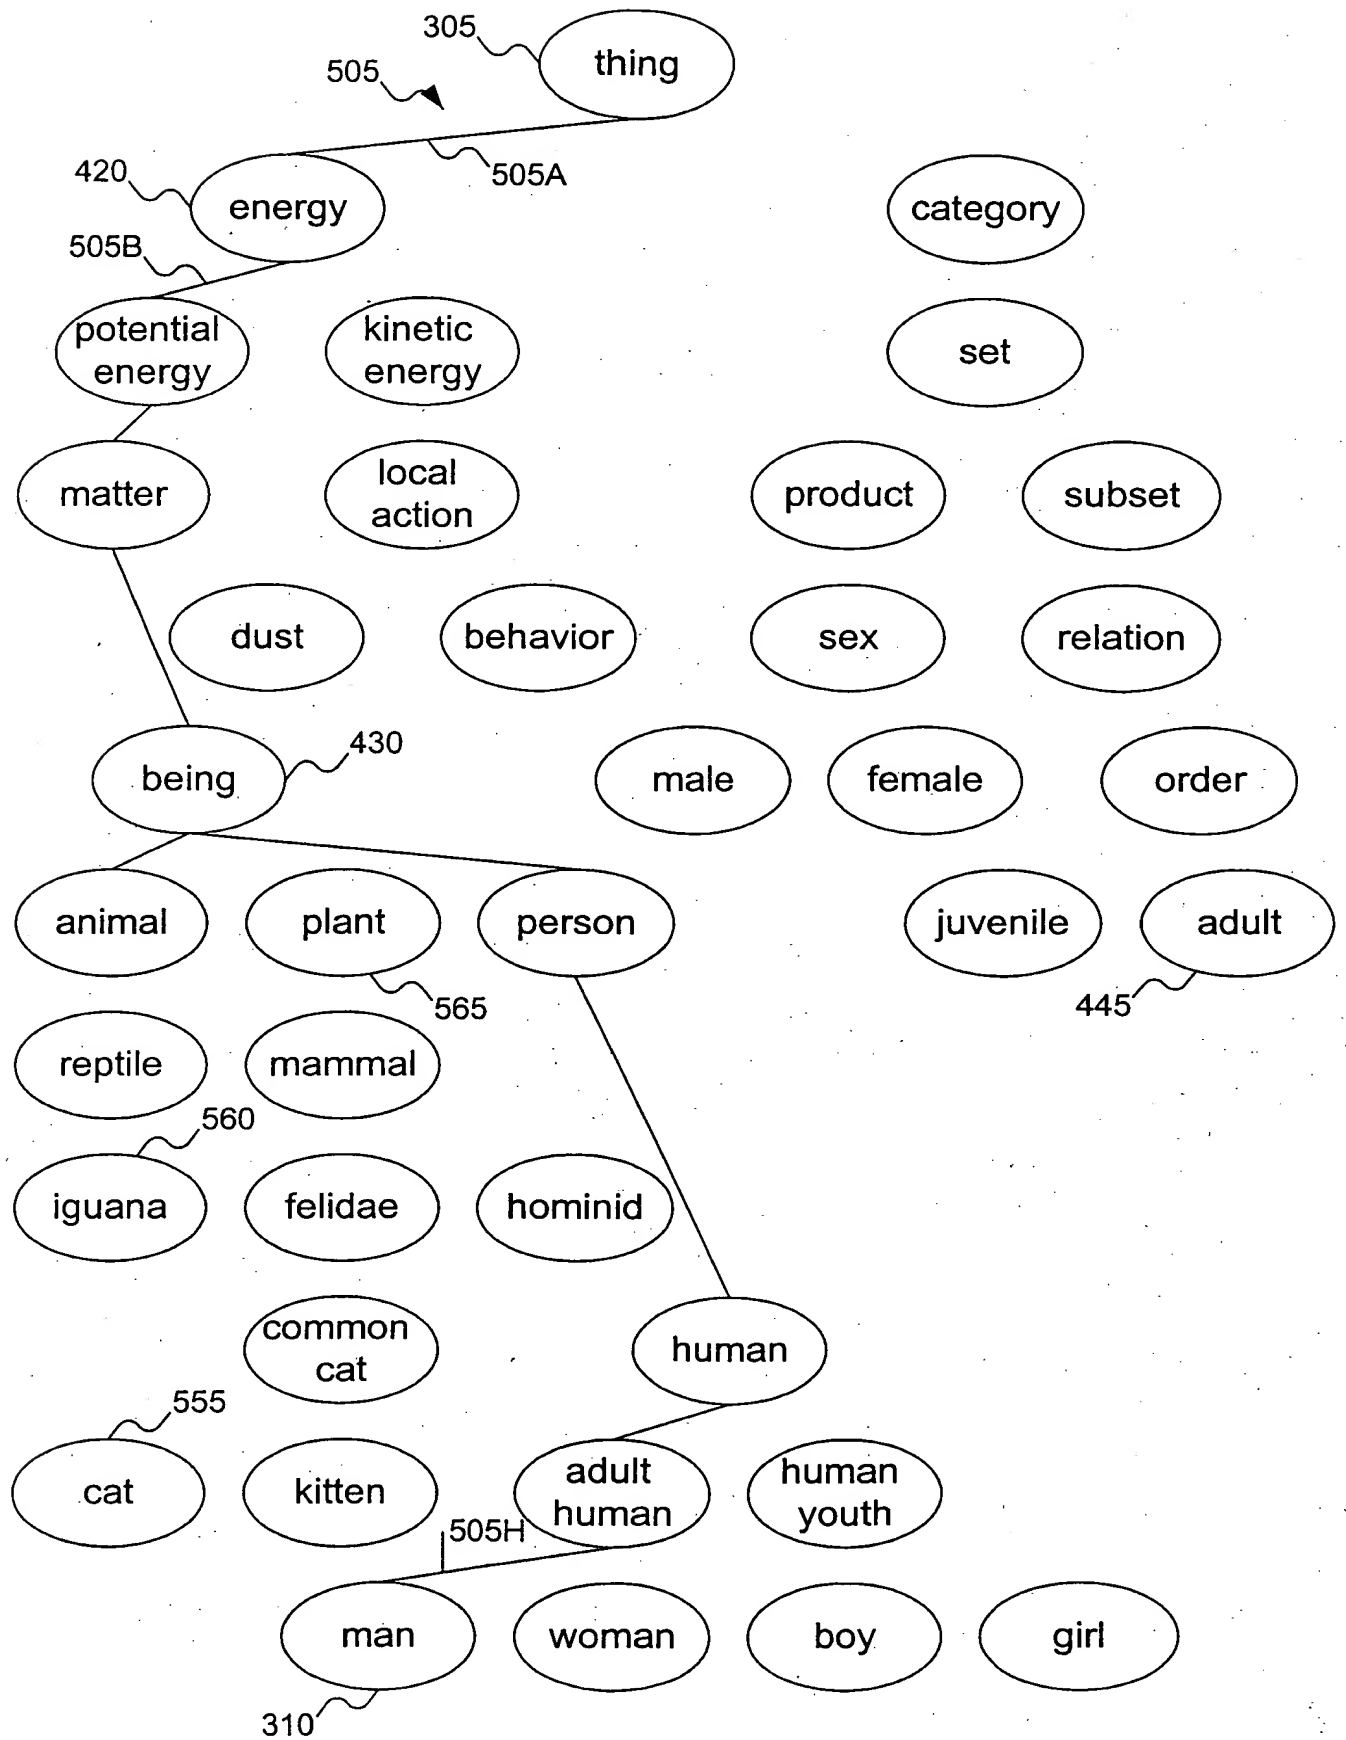 305
thing
505
505A
420
energy
category
505B
potential
energy
kinetic
energy
set
matter
local
action
product
subset
dust
behavior
sex
relation
being
430
male
female
order
animal
plant
person
juvenile
adult
565
445
reptile
mammal
560
iguana
felidae
hominid
common
cat
human
555
cat
kitten
adult
human
human
youth
505H
man
woman
boy
girl
310